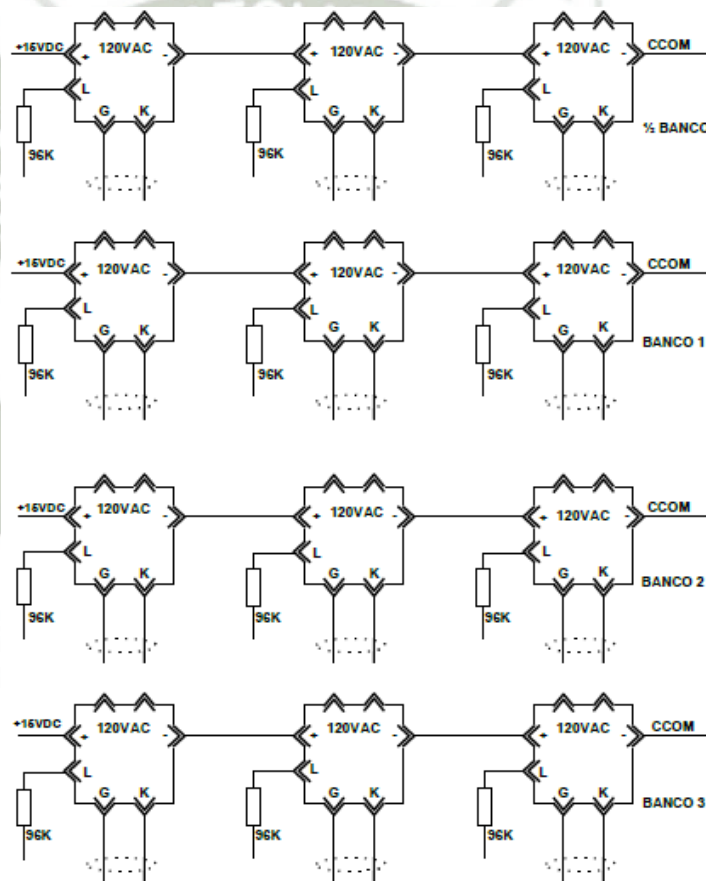 +15VDC + 120VAC - + 120VAC - + 120VAC - CCOM
L L L
G K G K G K
½ BANCO
96K 96K 96K
+15VDC + 120VAC - + 120VAC - + 120VAC - CCOM
L L L
G K G K G K
BANCO 1
96K 96K 96K
+15VDC + 120VAC - + 120VAC - + 120VAC - CCOM
L L L
G K G K G K
BANCO 2
96K 96K 96K
+15VDC + 120VAC - + 120VAC - + 120VAC - CCOM
L L L
G K G K G K
BANCO 3
96K 96K 96K